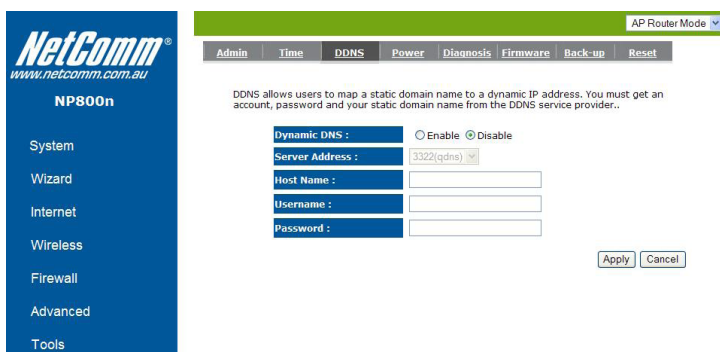 AP Router Mode
NetComm®
www.netcomm.com.au
NP800n
System
Wizard
Internet
Wireless
Firewall
Advanced
Tools
Admin Time DDNS Power Diagnosis Firmware Back-up Reset
DDNS allows users to map a static domain name to a dynamic IP address. You must get an
account, password and your static domain name from the DDNS service provider..
Dynamic DNS : Enable Disable
Server Address : 3322(qdns)
Host Name :
Username :
Password :
Apply Cancel